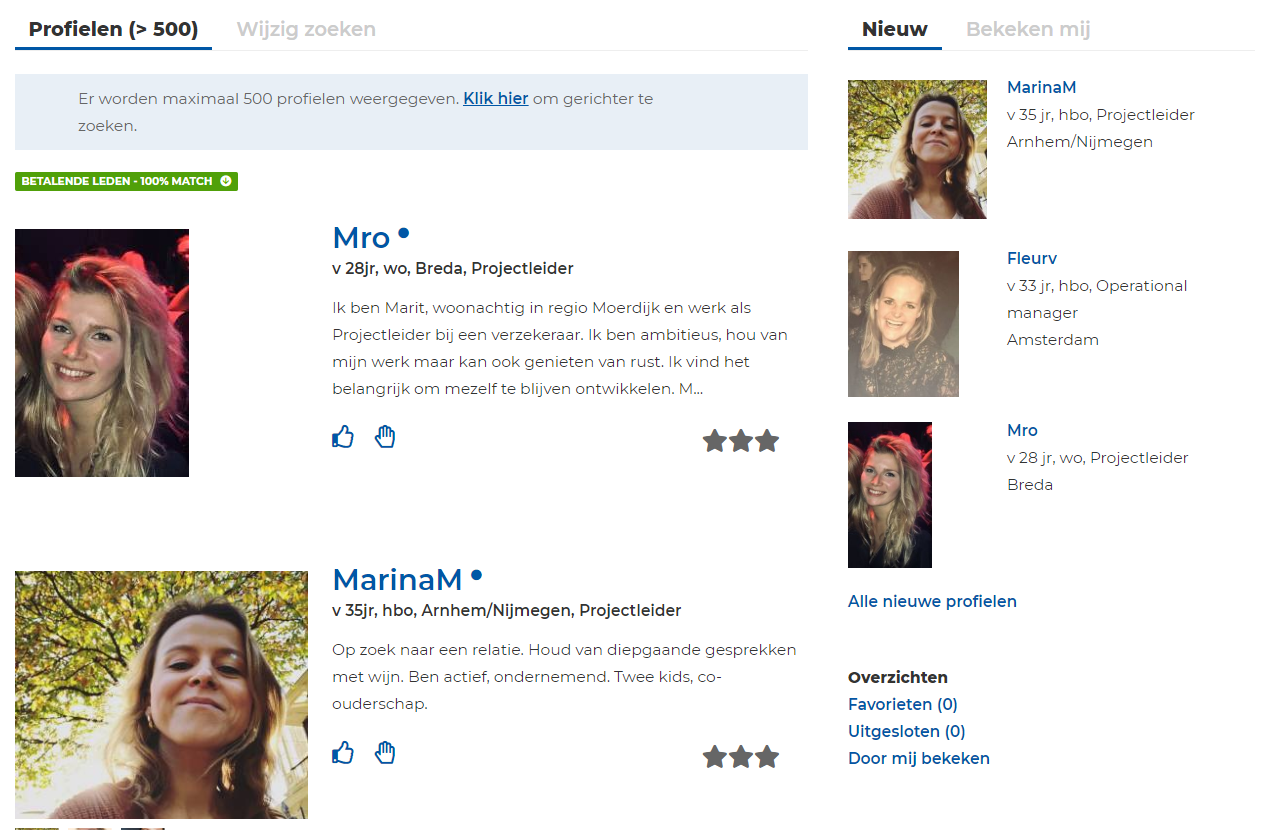 Profielen (> 500)
Wijzig zoeken
Er worden maximaal 500 profielen weergegeven. Klik hier om gerichter te
zoeken.
BETALENDE LEDEN - 100% MATCH
Mro
v 28jr, wo, Breda, Projectleider
Ik ben Marit, woonachtig in regio Moerdijk en werk als
Projectleider bij een verzekeraar. Ik ben ambitieus, hou van
mijn werk maar kan ook genieten van rust. Ik vind het
belangrijk om mezelf te blijven ontwikkelen. M...
MarinaM
v 35jr, hbo, Arnhem/Nijmegen, Projectleider
Op zoek naar een relatie. Houd van diepgaande gesprekken
met wijn. Ben actief, ondernemend. Twee kids, co-
ouderschap.
Nieuw
Bekeken mij
MarinaM
v 35 jr, hbo, Projectleider
Arnhem/Nijmegen
Fleurv
v 33 jr, hbo, Operational
manager
Amsterdam
Mro
v 28 jr, wo, Projectleider
Breda
Alle nieuwe profielen
Overzichten
Favorieten (0)
Uitgesloten (0)
Door mij bekeken